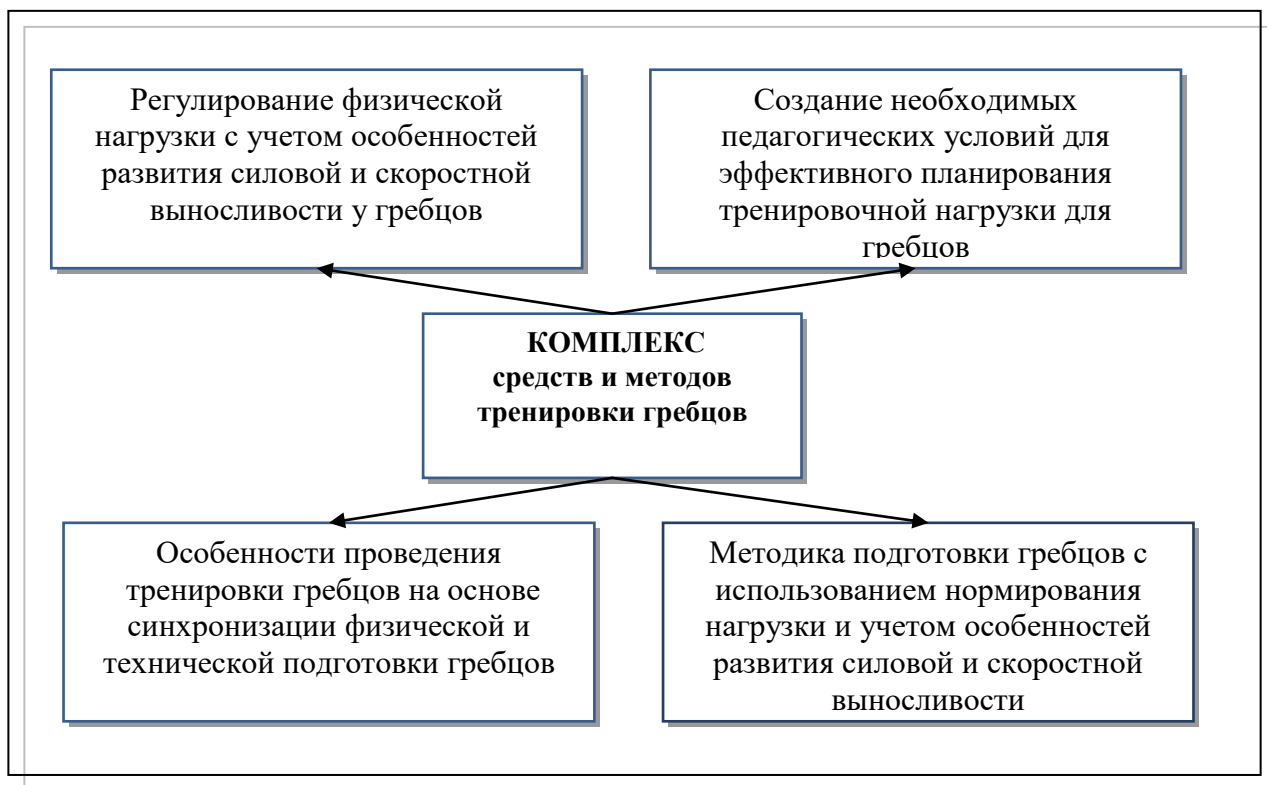 Регулирование физической
нагрузки с учетом особенностей
развития силовой и скоростной
выносливости у гребцов
Создание необходимых
педагогических условий для
эффективного планирования
тренировочной нагрузки для
гребцов
КОМПЛЕКС
средств и методов
тренировки гребцов
Особенности проведения
тренировки гребцов на основе
синхронизации физической и
технической подготовки гребцов
Методика подготовки гребцов с
использованием нормирования
нагрузки и учетом особенностей
развития силовой и скоростной
выносливости